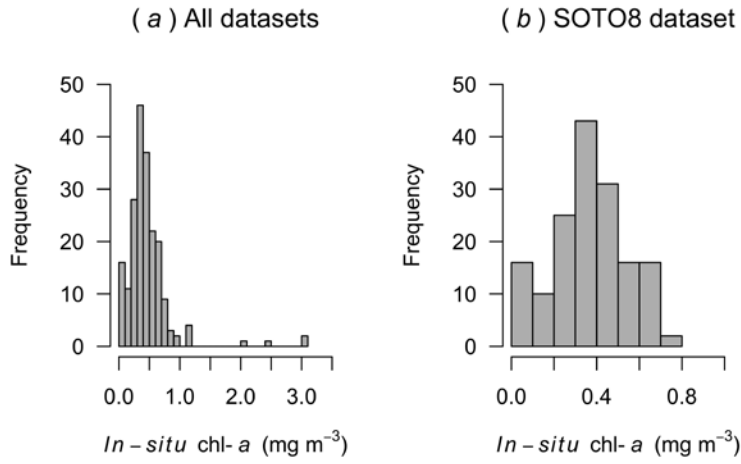 ( a ) All datasets
50
40
30
20
10
0
Frequency
0.0 1.0 2.0 3.0
In – situ chl- a (mg m⁻³)
( b ) SOTO8 dataset
50
40
30
20
10
0
Frequency
0.0 0.4 0.8
In – situ chl- a (mg m⁻³)